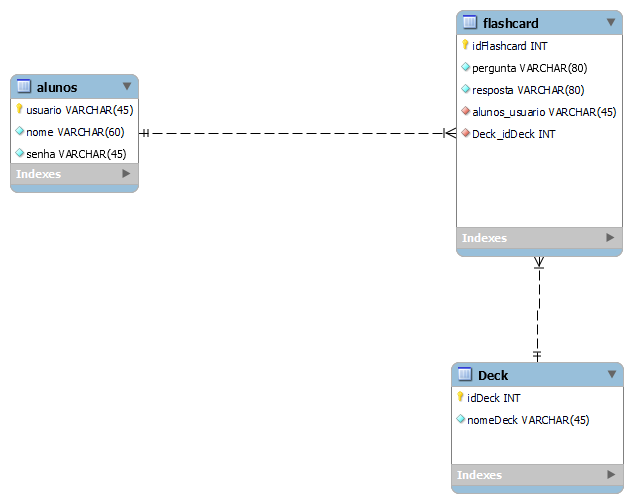 alunos
usuario VARCHAR(45)
nome VARCHAR(60)
senha VARCHAR(45)
Indexes
flashcard
idFlashcard INT
pergunta VARCHAR(80)
resposta VARCHAR(80)
alunos_usuario VARCHAR(45)
Deck_idDeck INT
Indexes
Deck
idDeck INT
nomeDeck VARCHAR(45)
Indexes